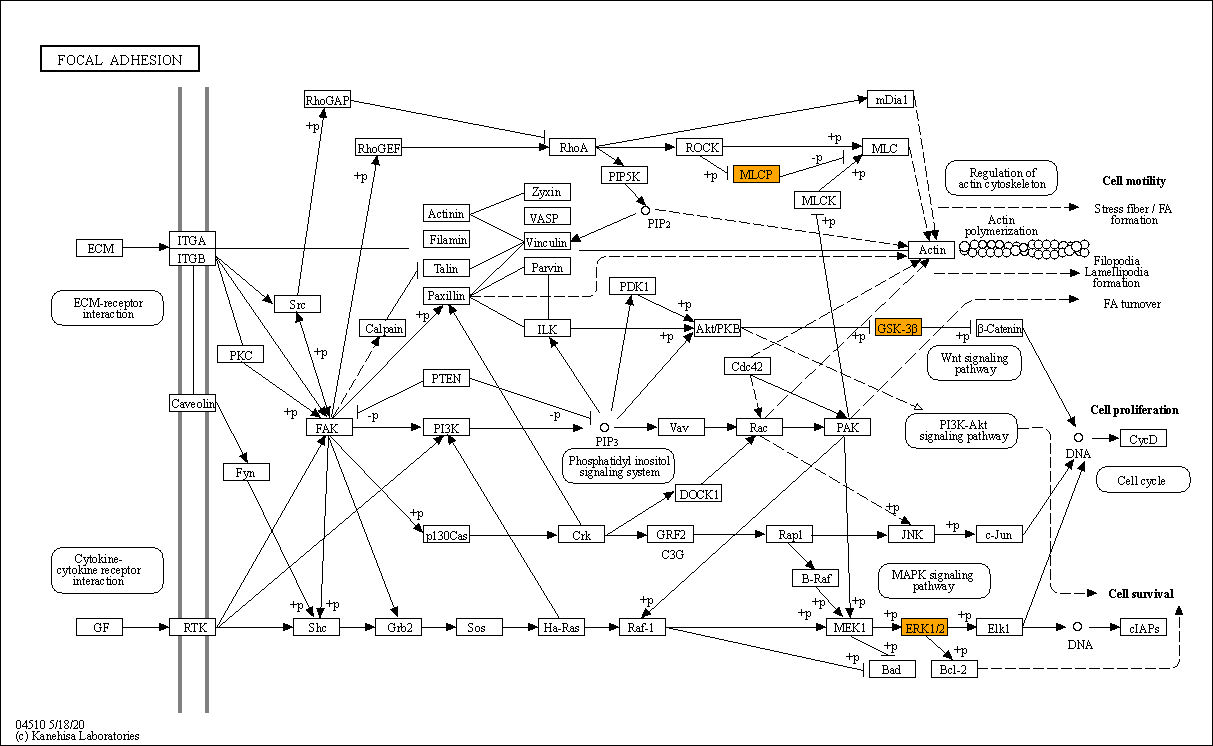 FOCAL ADHESION
RhoGAP
mDia1
+p
RhoGEF
RhoA
ROCK
+p
MLC
-p
+p
+p
PIP5K
+p
MLCP
+p
Regulation of
actin cytoskeleton
Cell motility
Zyxin
MLCK
Actinin
VASP
PIP2
+p
Stress fiber / FA
formation
Actin
polymerization
ECM
ITGA
ITGB
Filamin
Vinculin
Actin
Talin
Parvin
Filopodia
Lamellipodia
formation
ECM-receptor
interaction
Src
Paxillin
PDK1
+p
FA turnover
Calpain
+p
ILK
+p
Akt/PKB
+p
GSK-3β
+p
β-Catenin
PKC
+p
Wnt signaling
pathway
Cdc42
PTEN
Caveolin
+p
-p
-p
Cell proliferation
FAK
PI3K
PIP3
Vav
Rac
PAK
PI3K-Akt
signaling pathway
CycD
DNA
Phosphatidyl inositol
signaling system
Fyn
Cell cycle
DOCK1
+p
+p
p130Cas
Crk
GRF2
C3G
Rap1
JNK
+p
c-Jun
Cytokine-
cytokine receptor
interaction
B-Raf
MAPK signaling
pathway
+p
+p
+p
+p
+p
Cell survival
GF
RTK
Shc
Grb2
Sos
Ha-Ras
Raf-1
+p
MEK1
+p
ERK1/2
+p
Elk1
DNA
cIAPs
+p
+p
+p
Bad
Bcl-2
04510 5/18/20
(c) Kanehisa Laboratories